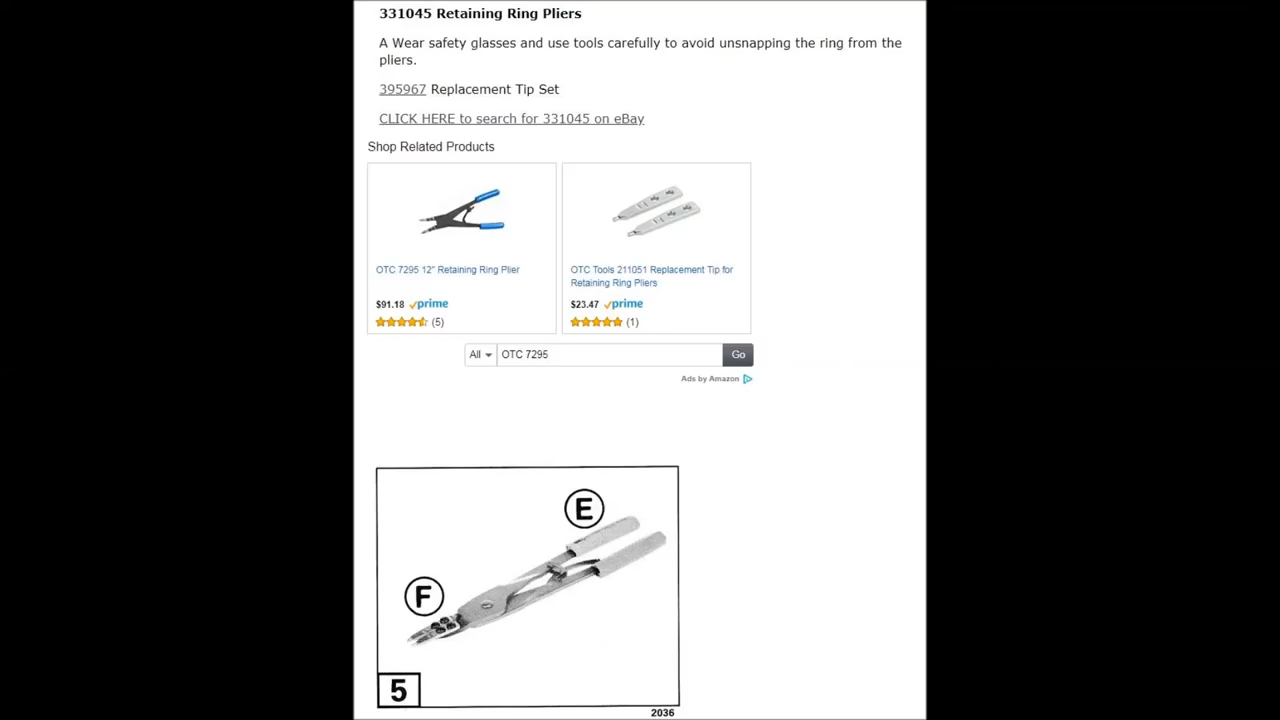 331045 Retaining Ring Pliers
A Wear safety glasses and use tools carefully to avoid unsnapping the ring from the
pliers.
395967 Replacement Tip Set
CLICK HERE to search for 331045 on eBay
Shop Related Products
OTC 7295 12" Retaining Ring Plier
$91.18 prime
(5)
OTC Tools 211051 Replacement Tip for
Retaining Ring Pliers
$23.47 prime
(1)
All OTC 7295 Go
Ads by Amazon
E
F
5
2036